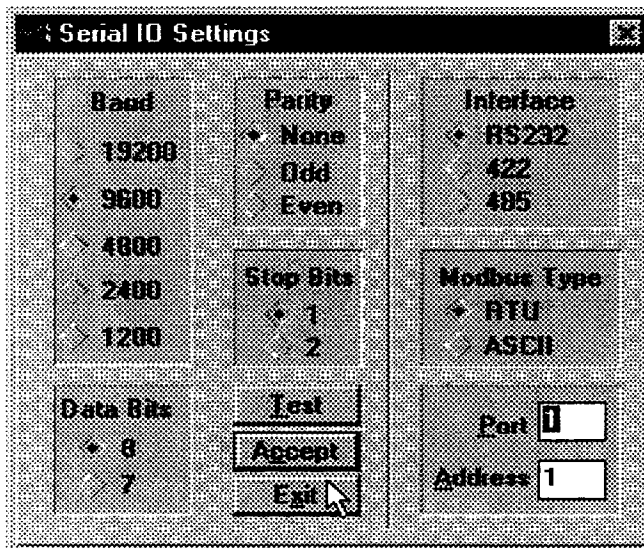 Serial IO Settings
Baud
19200
9600
4800
2400
1200
Parity
None
Odd
Even
Interface
RS232
422
485
Stop Bits
1
2
Modbus Type
RTU
ASCII
Data Bits
8
7
Test
Accept
Exit
Port 1
Address 1